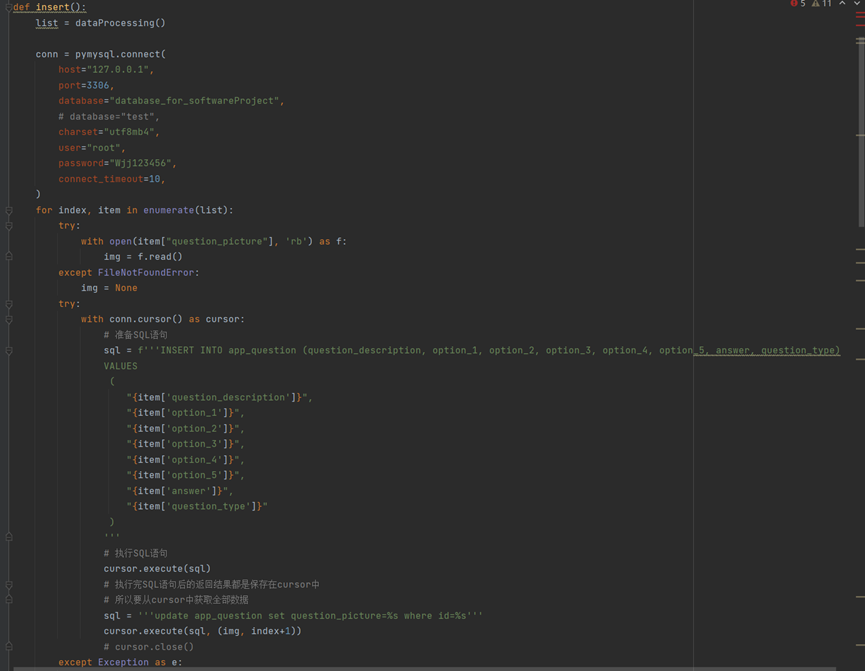 5 11
def insert():
    list = dataProcessing()

    conn = pymysql.connect(
        host="127.0.0.1",
        port=3306,
        database="database_for_softwareProject",
        # database="test",
        charset="utf8mb4",
        user="root",
        password="Wjj123456",
        connect_timeout=10,
    )
    for index, item in enumerate(list):
        try:
            with open(item["question_picture"], 'rb') as f:
                img = f.read()
        except FileNotFoundError:
            img = None
        try:
            with conn.cursor() as cursor:
                # 准备SQL语句
                sql = f'''INSERT INTO app_question (question_description, option_1, option_2, option_3, option_4, option_5, answer, question_type)
                VALUES
                 (
                    "{item['question_description']}",
                    "{item['option_1']}",
                    "{item['option_2']}",
                    "{item['option_3']}",
                    "{item['option_4']}",
                    "{item['option_5']}",
                    "{item['answer']}",
                    "{item['question_type']}"
                 )
                '''
                # 执行SQL语句
                cursor.execute(sql)
                # 执行完SQL语句后的返回结果都是保存在cursor中
                # 所以要从cursor中获取全部数据
                sql = '''update app_question set question_picture=%s where id=%s'''
                cursor.execute(sql, (img, index+1))
                # cursor.close()
        except Exception as e: